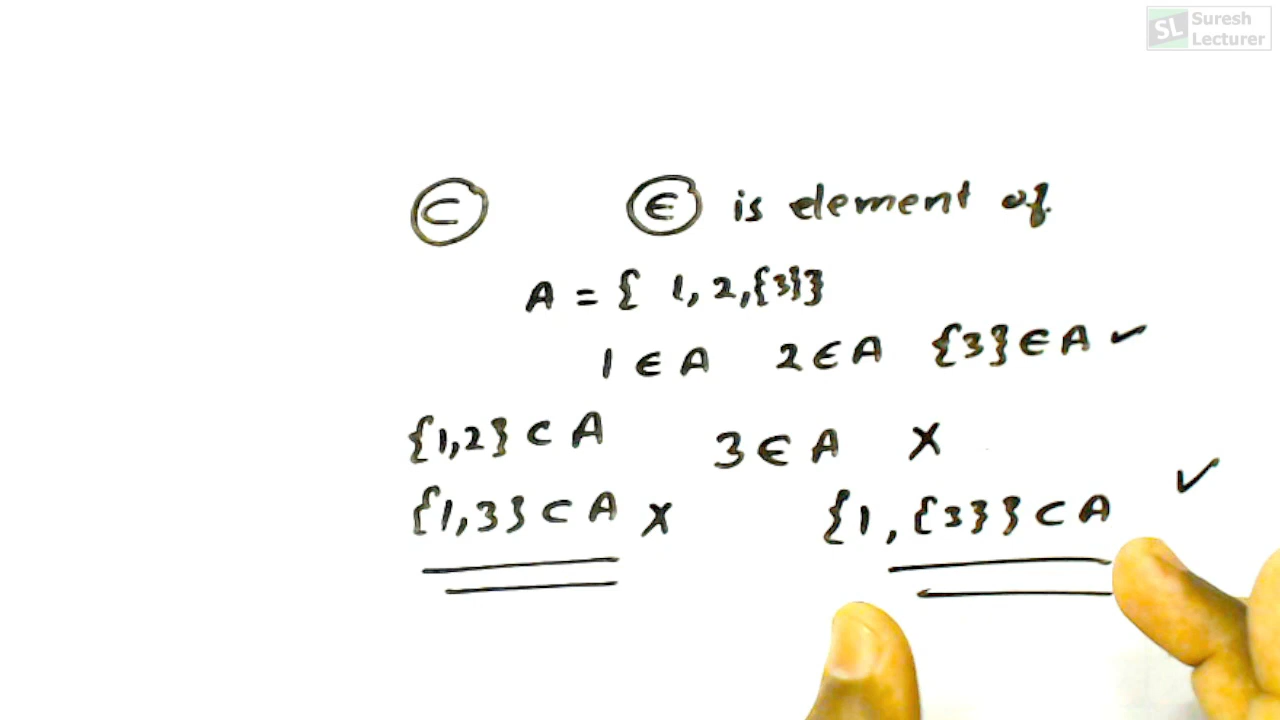 SL Suresh Lecturer
⊂ ∈ is element of
A = { 1, 2, {3}}
1 ∈ A 2 ∈ A {3} ∈ A ✓
{1,2} ⊂ A 3 ∈ A X
{1,3} ⊂ A X {1, {3}} ⊂ A ✓